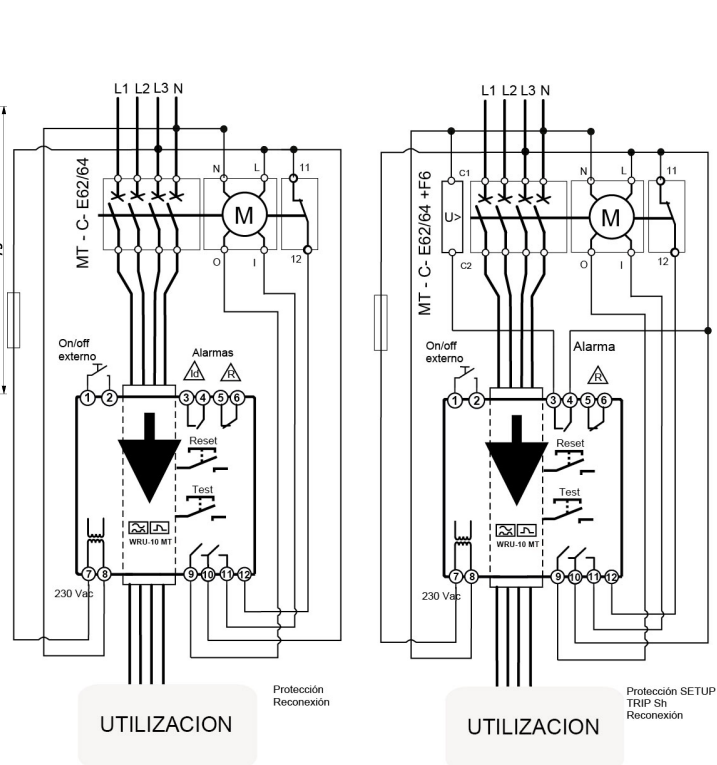 L1 L2 L3 N
MT - C- E62/64
N
L
11
M
O
I
12
On/off
externo
Alarmas
Id
R
1
2
3
4
5
6
Reset
Test
WRU-10 MT
7
8
9
10
11
12
230 Vac
Protección
Reconexión
UTILIZACION
L1 L2 L3 N
MT - C- E62/64 +F6
C1
U>
C2
N
L
11
M
O
I
12
On/off
externo
Alarma
R
1
2
3
4
5
6
Reset
Test
WRU-10 MT
7
8
9
10
11
12
230 Vac
Protección SETUP
TRIP Sh
Reconexión
UTILIZACION